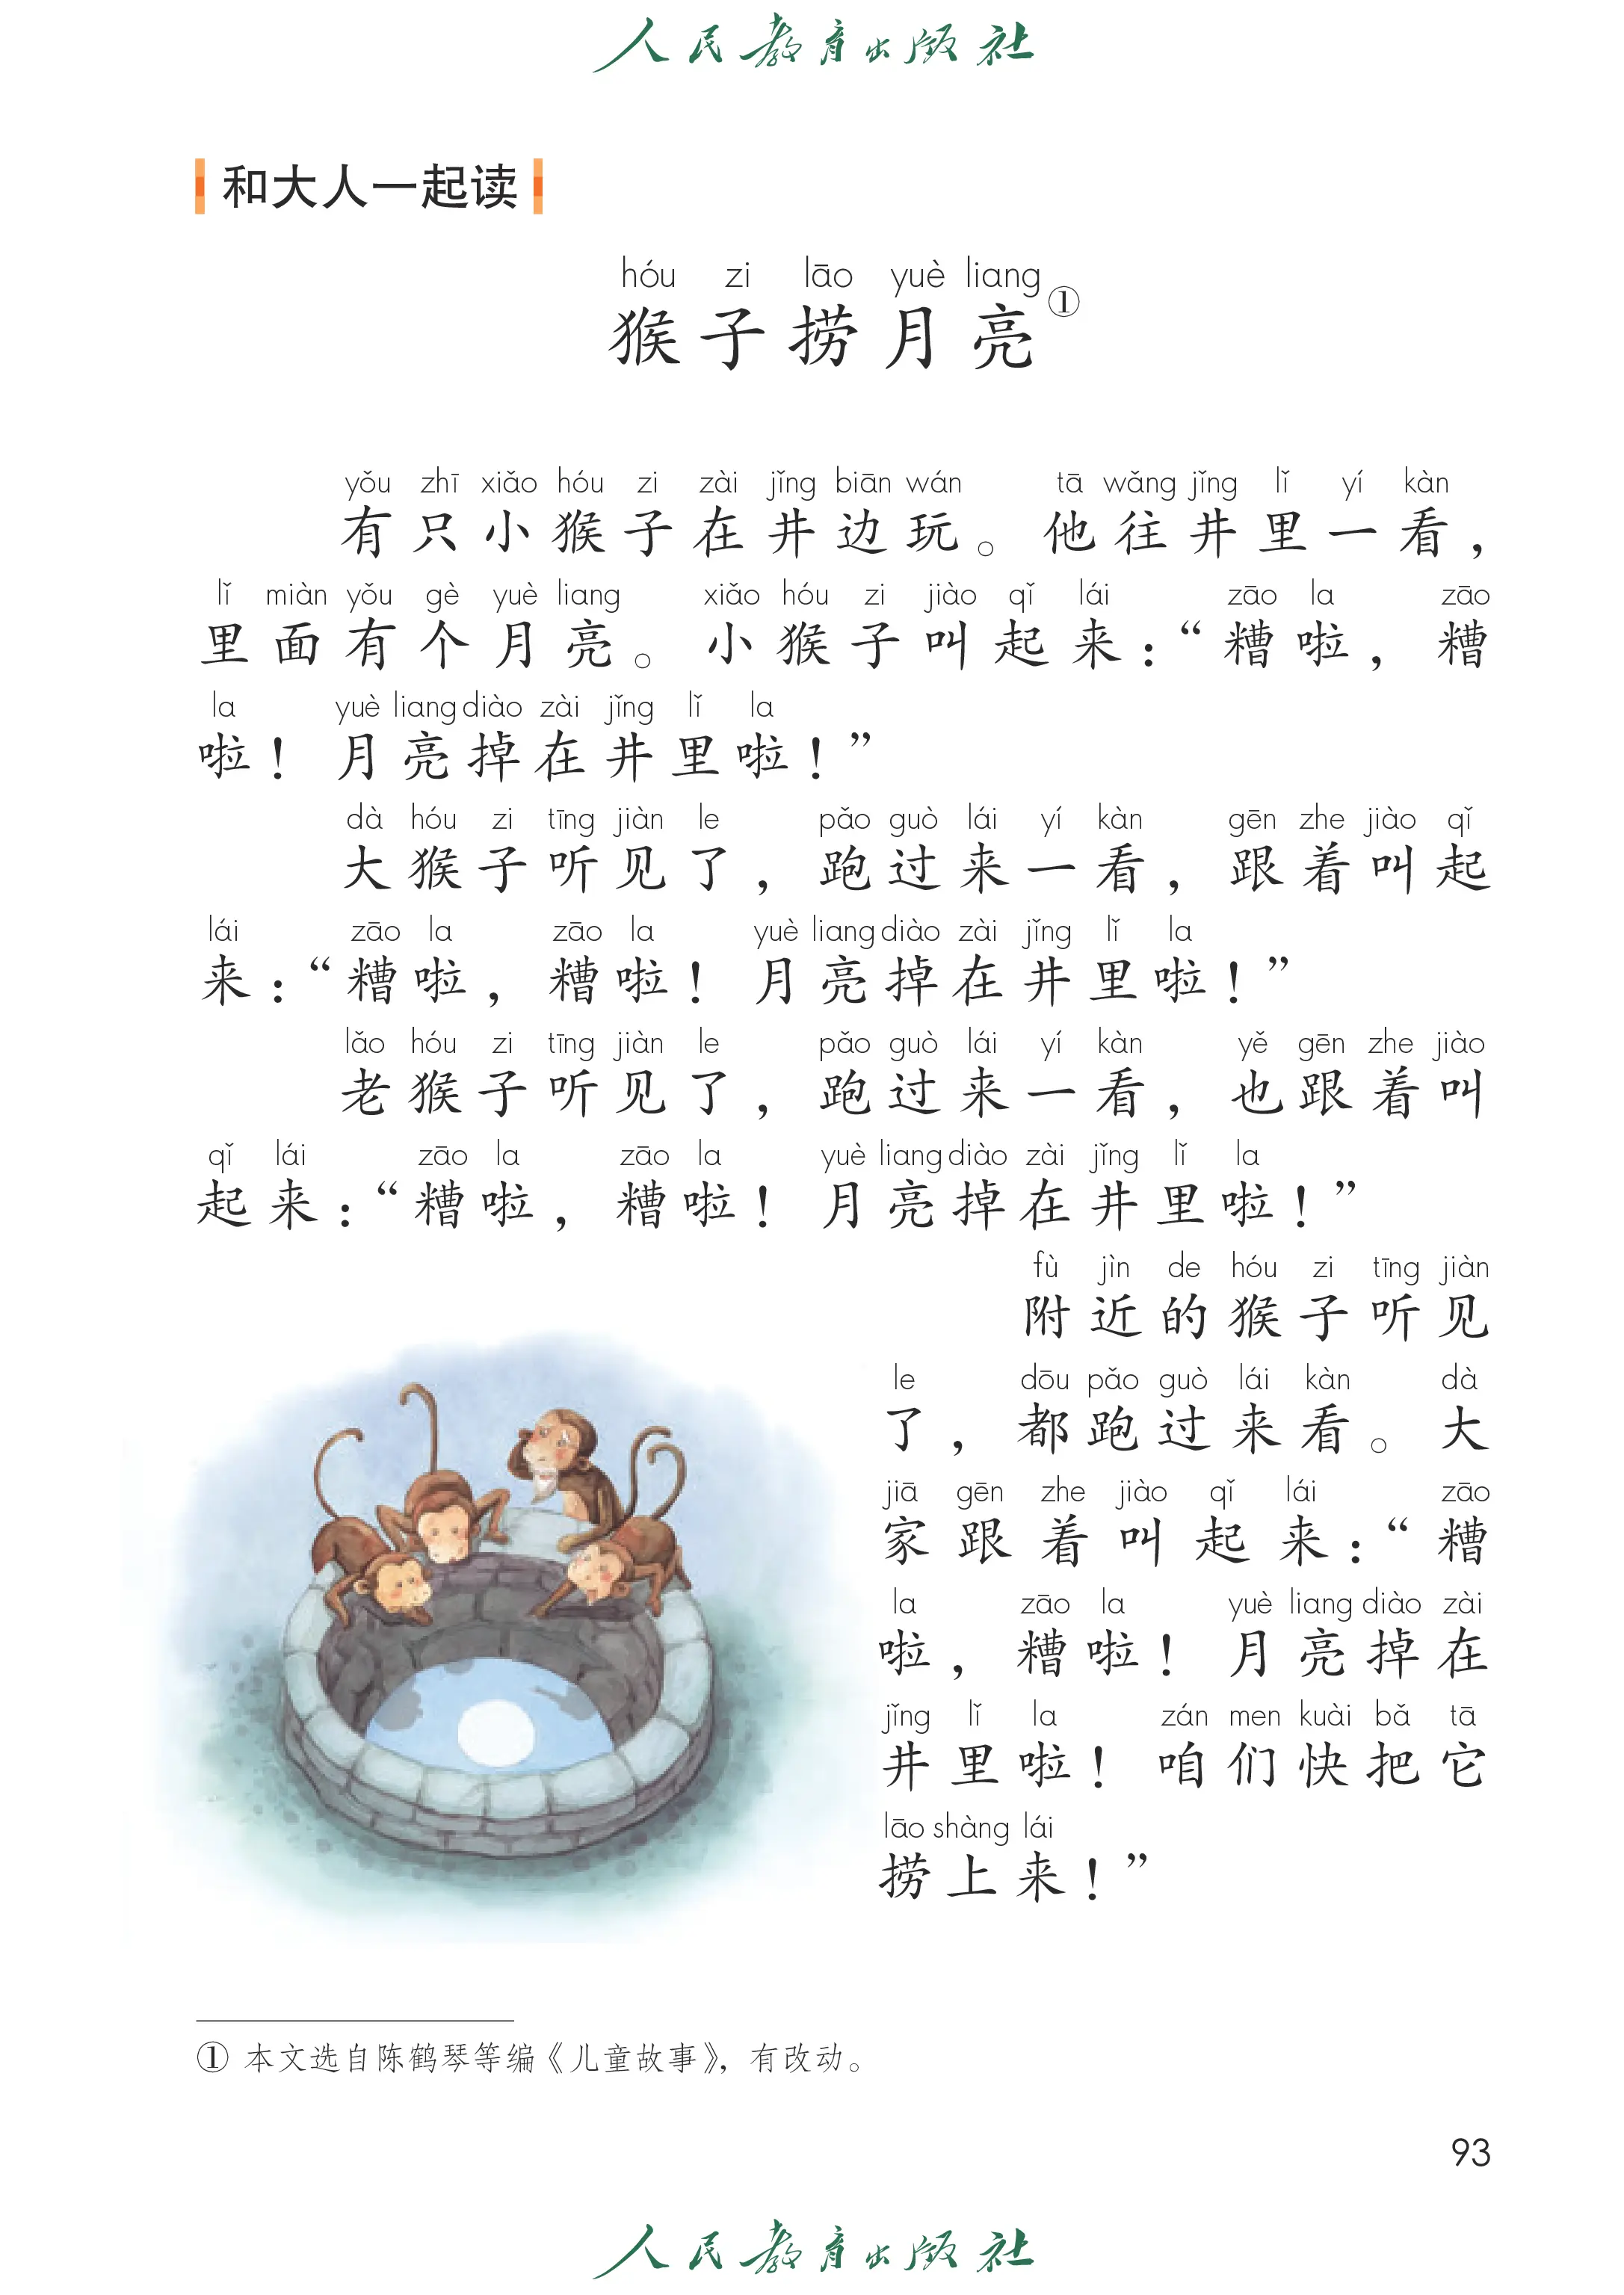 人民教育出版社
和大人一起读
hóu zi lāo yuè liang
猴子捞月亮①
yǒu zhī xiǎo hóu zi zài jǐng biān wán tā wǎng jǐng lǐ yí kàn
有只小猴子在井边玩。他往井里一看，
lǐ miàn yǒu gè yuè liang xiǎo hóu zi jiào qǐ lái zāo la zāo
里面有个月亮。小猴子叫起来：“糟啦，糟
la yuè liang diào zài jǐng lǐ la
啦！月亮掉在井里啦！”
dà hóu zi tīng jiàn le pǎo guò lái yí kàn gēn zhe jiào qǐ
大猴子听见了，跑过来一看，跟着叫起
lái zāo la zāo la yuè liang diào zài jǐng lǐ la
来：“糟啦，糟啦！月亮掉在井里啦！”
lǎo hóu zi tīng jiàn le pǎo guò lái yí kàn yě gēn zhe jiào
老猴子听见了，跑过来一看，也跟着叫
qǐ lái zāo la zāo la yuè liang diào zài jǐng lǐ la
起来：“糟啦，糟啦！月亮掉在井里啦！”
fù jìn de hóu zi tīng jiàn
附近的猴子听见
le dōu pǎo guò lái kàn dà
了，都跑过来看。大
jiā gēn zhe jiào qǐ lái zāo
家跟着叫起来：“糟
la zāo la yuè liang diào zài
啦，糟啦！月亮掉在
jǐng lǐ la zán men kuài bǎ tā
井里啦！咱们快把它
lāo shàng lái
捞上来！”
① 本文选自陈鹤琴等编《儿童故事》，有改动。
93
人民教育出版社